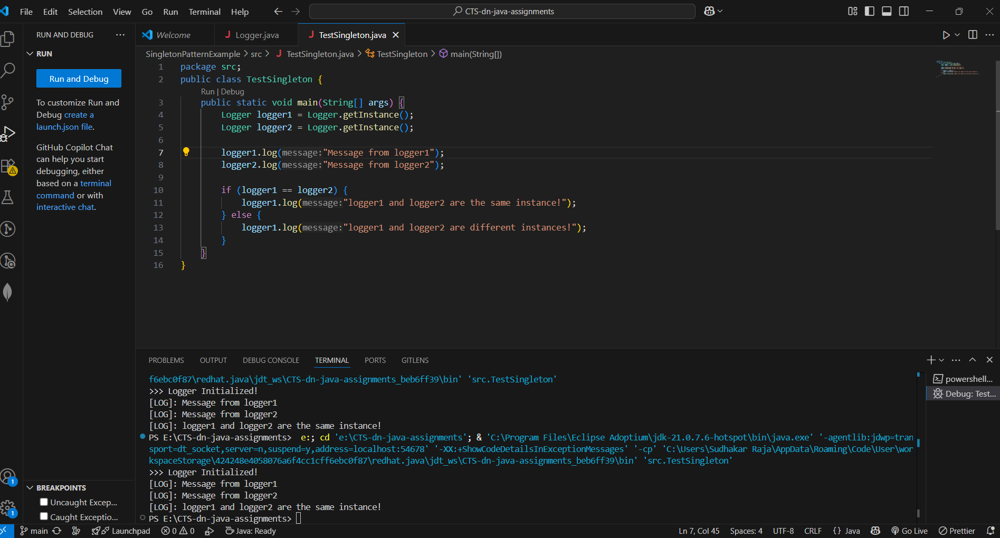 File Edit Selection View Go Run Terminal Help
CTS-dn-java-assignments
RUN AND DEBUG
RUN
Run and Debug
To customize Run and
Debug create a
launch.json file.
GitHub Copilot Chat
can help you start
debugging, either
based on a terminal
command or with
interactive chat.
BREAKPOINTS
Uncaught Excep...
Caught Exceptio...
1
1
Welcome
J Logger.java
J TestSingleton.java
SingletonPatternExample > src > J TestSingleton.java > TestSingleton > main(String[])
1 package src;
2 public class TestSingleton {
Run | Debug
3 public static void main(String[] args) {
4 Logger logger1 = Logger.getInstance();
5 Logger logger2 = Logger.getInstance();
6
7 logger1.log(message:"Message from logger1");
8 logger2.log(message:"Message from logger2");
9
10 if (logger1 == logger2) {
11 logger1.log(message:"logger1 and logger2 are the same instance!");
12 } else {
13 logger1.log(message:"logger1 and logger2 are different instances!");
14 }
15 }
16 }
PROBLEMS OUTPUT DEBUG CONSOLE TERMINAL PORTS GITLENS
f6ebc0f87\redhat.java\jdt_ws\CTS-dn-java-assignments_beb6ff39\bin' 'src.TestSingleton'
>>> Logger Initialized!
[LOG]: Message from logger1
[LOG]: Message from logger2
[LOG]: logger1 and logger2 are the same instance!
PS E:\CTS-dn-java-assignments> e:; cd 'e:\CTS-dn-java-assignments'; & 'C:\Program Files\Eclipse Adoptium\jdk-21.0.7.6-hotspot\bin\java.exe' '-agentlib:jdwp=tran
sport=dt_socket,server=n,suspend=y,address=localhost:54678' '-XX:+ShowCodeDetailsInExceptionMessages' '-cp' 'C:\Users\Sudhakar Raja\AppData\Roaming\Code\User\wor
kspaceStorage\424248e4058076a6f4cc1cff6ebc0f87\redhat.java\jdt_ws\CTS-dn-java-assignments_beb6ff39\bin' 'src.TestSingleton'
>>> Logger Initialized!
[LOG]: Message from logger1
[LOG]: Message from logger2
[LOG]: logger1 and logger2 are the same instance!
PS E:\CTS-dn-java-assignments>
powershell...
Debug: Test...
main Launchpad 0 0 Java: Ready Ln 7, Col 45 Spaces: 4 UTF-8 CRLF {} Java Go Live Prettier